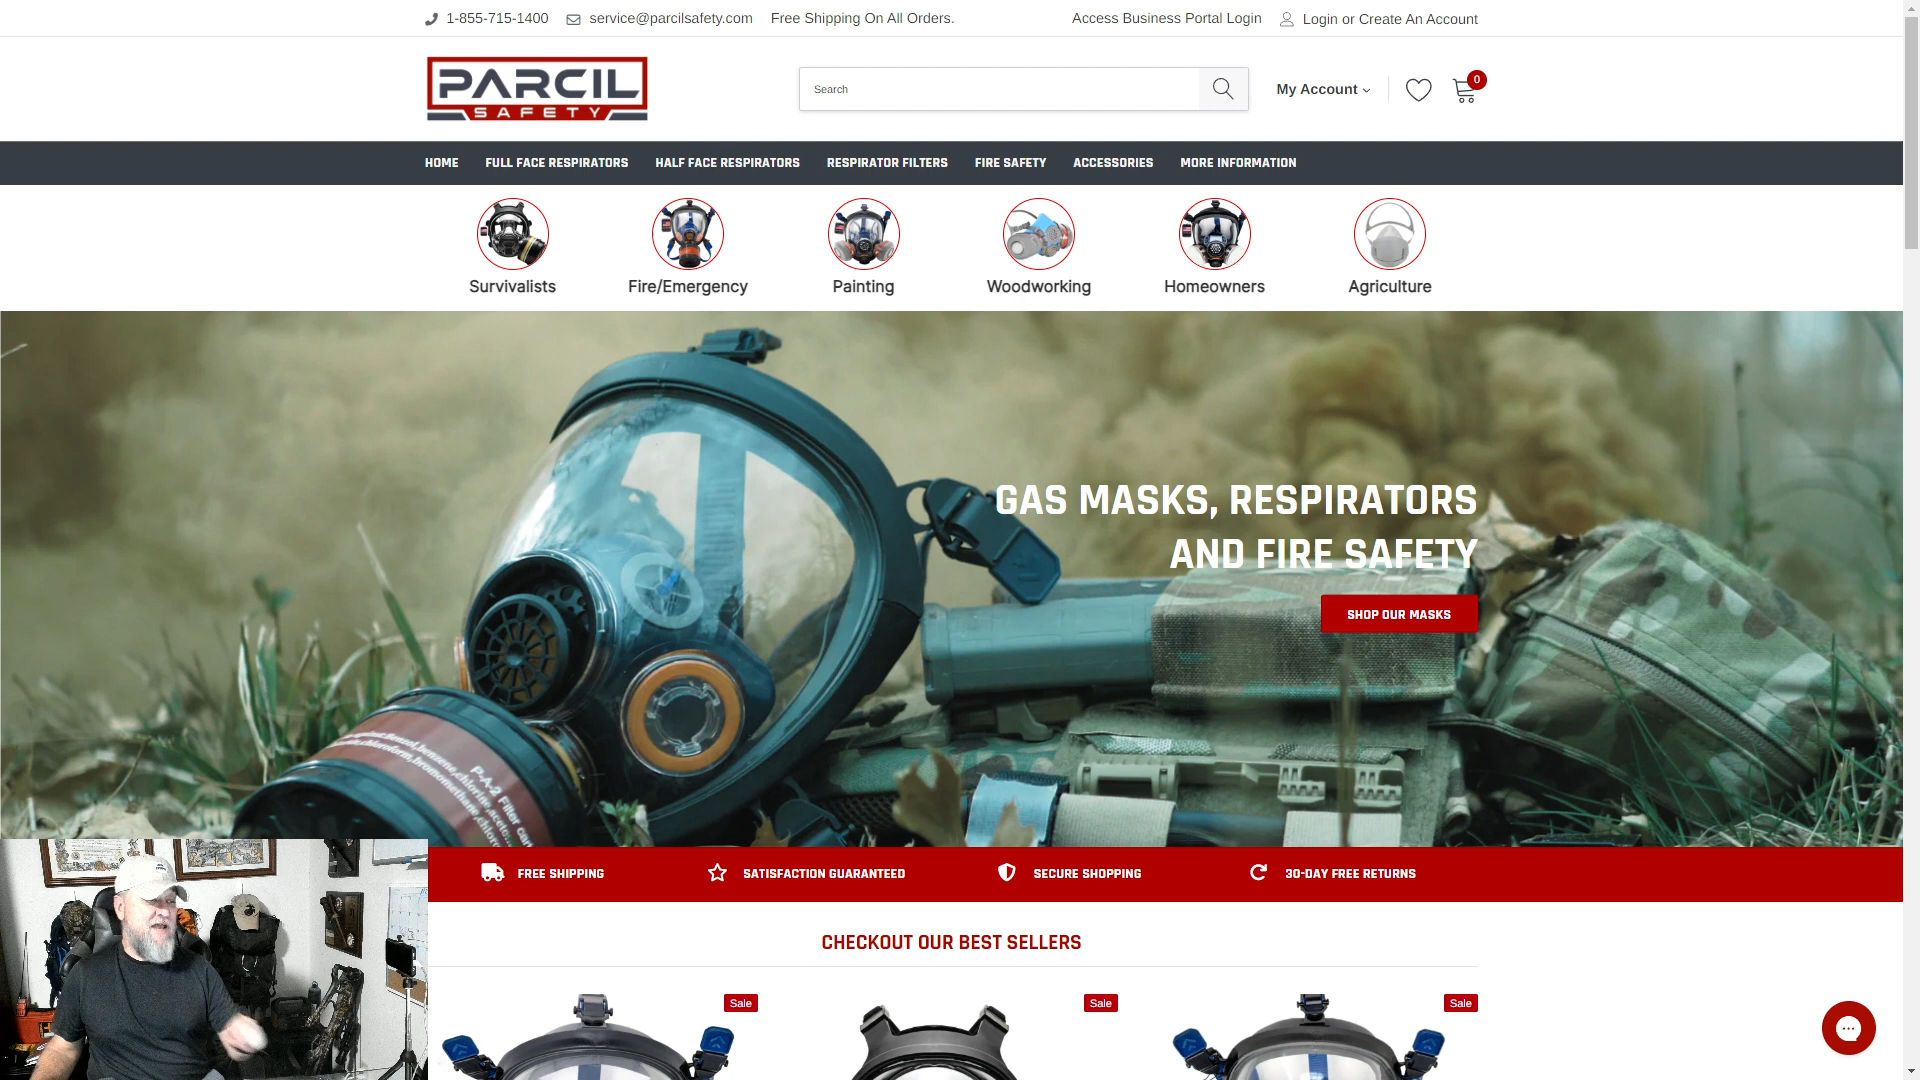 1-855-715-1400
service@parcilsafety.com
Free Shipping On All Orders.
Access Business Portal Login
Login or Create An Account
PARCIL
SAFETY
Search
My Account
0
HOME
FULL FACE RESPIRATORS
HALF FACE RESPIRATORS
RESPIRATOR FILTERS
FIRE SAFETY
ACCESSORIES
MORE INFORMATION
Survivalists
Fire/Emergency
Painting
Woodworking
Homeowners
Agriculture
GAS MASKS, RESPIRATORS
AND FIRE SAFETY
SHOP OUR MASKS
P-A-2 Filter
FREE SHIPPING
SATISFACTION GUARANTEED
SECURE SHOPPING
30-DAY FREE RETURNS
CHECKOUT OUR BEST SELLERS
Sale
Sale
Sale